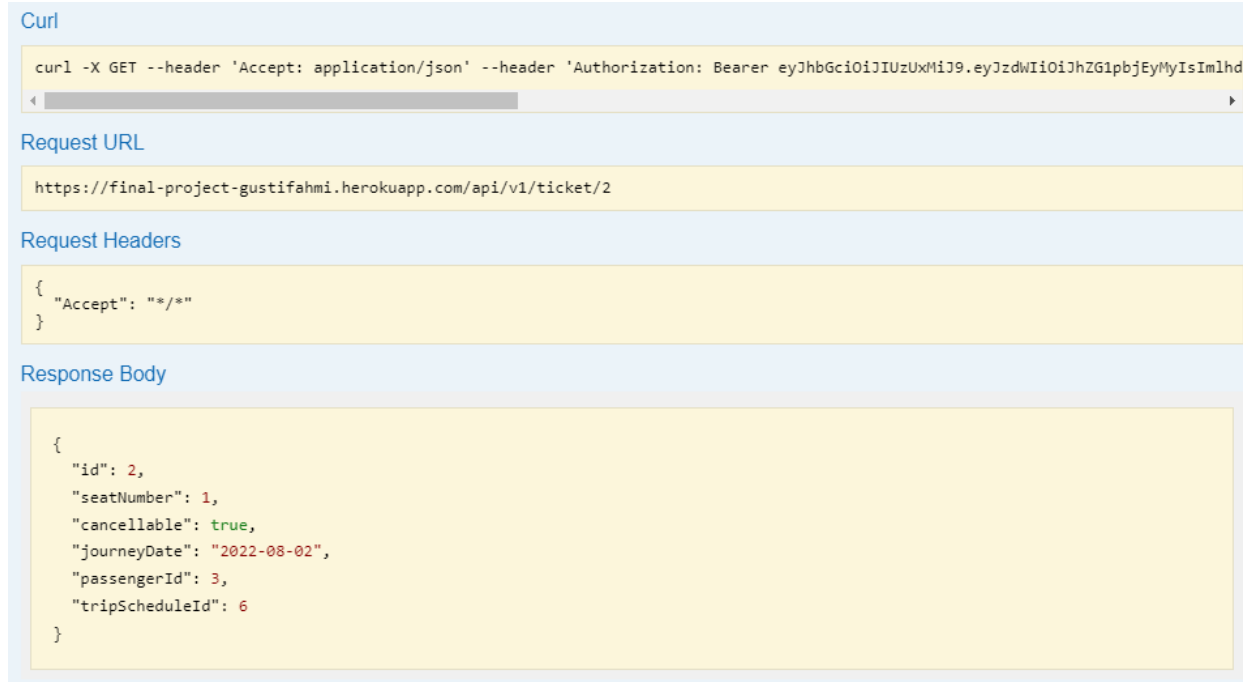 Curl
curl -X GET --header 'Accept: application/json' --header 'Authorization: Bearer eyJhbGciOiJIUzUxMiJ9.eyJzdWIiOiJhZG1pbjEyMyIsImlhd
Request URL
https://final-project-gustifahmi.herokuapp.com/api/v1/ticket/2
Request Headers
{
  "Accept": "*/*"
}
Response Body
{
  "id": 2,
  "seatNumber": 1,
  "cancellable": true,
  "journeyDate": "2022-08-02",
  "passengerId": 3,
  "tripScheduleId": 6
}